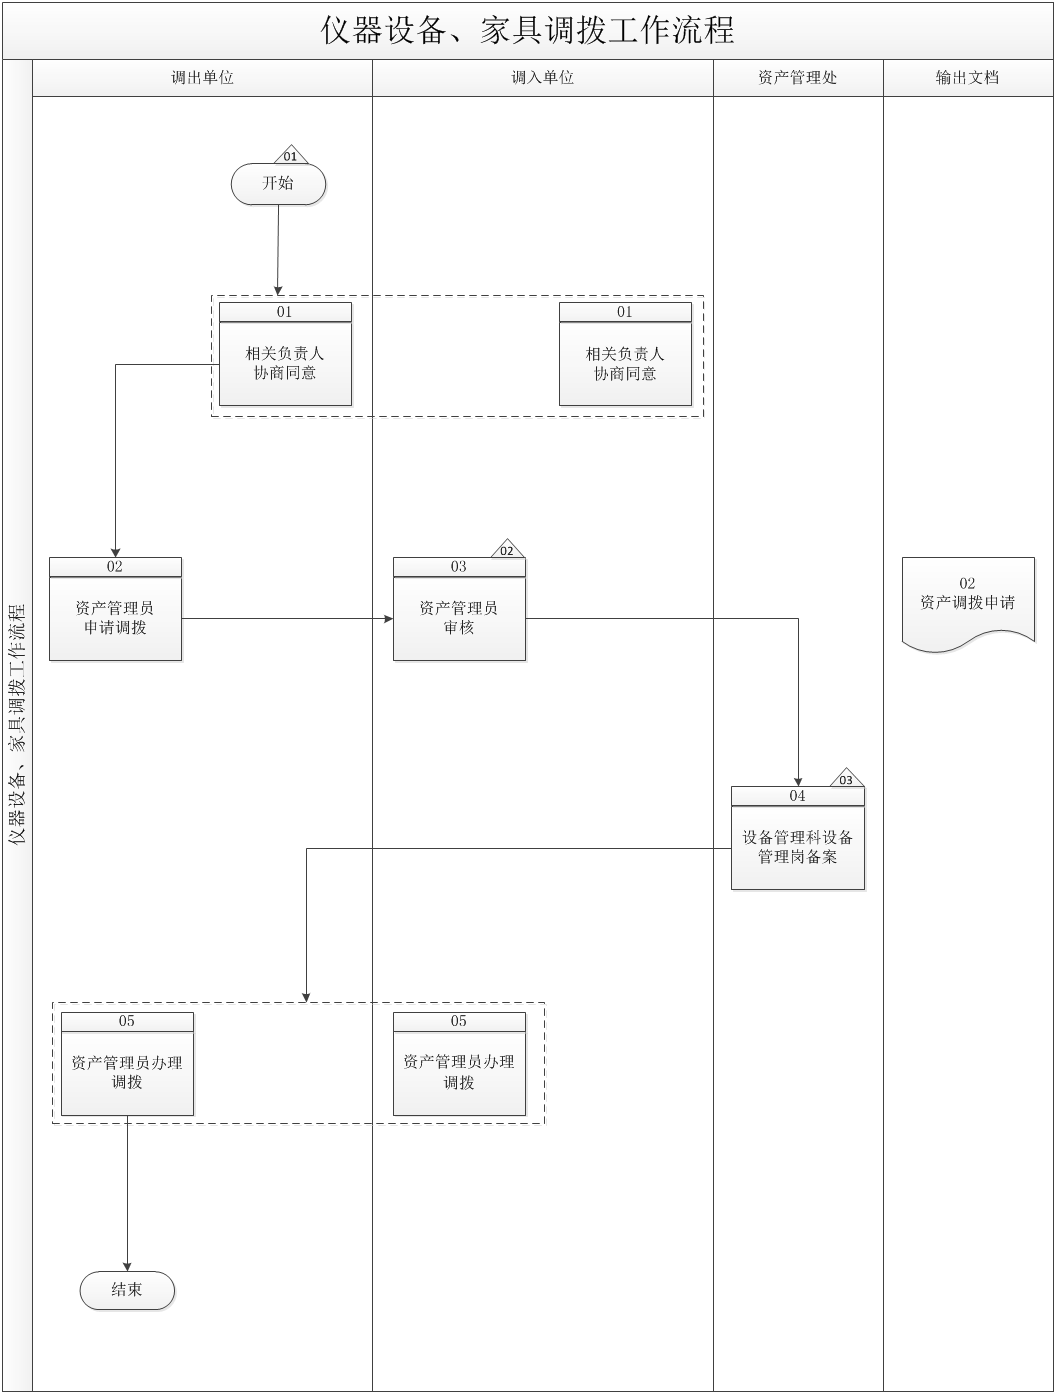 仪器设备、家具调拨工作流程
调出单位
调入单位
资产管理处
输出文档
仪器设备、家具调拨工作流程
01
开始
01
相关负责人
协商同意
01
相关负责人
协商同意
02
资产管理员
申请调拨
02
03
资产管理员
审核
02
资产调拨申请
03
04
设备管理科设备
管理岗备案
05
资产管理员办理
调拨
05
资产管理员办理
调拨
结束